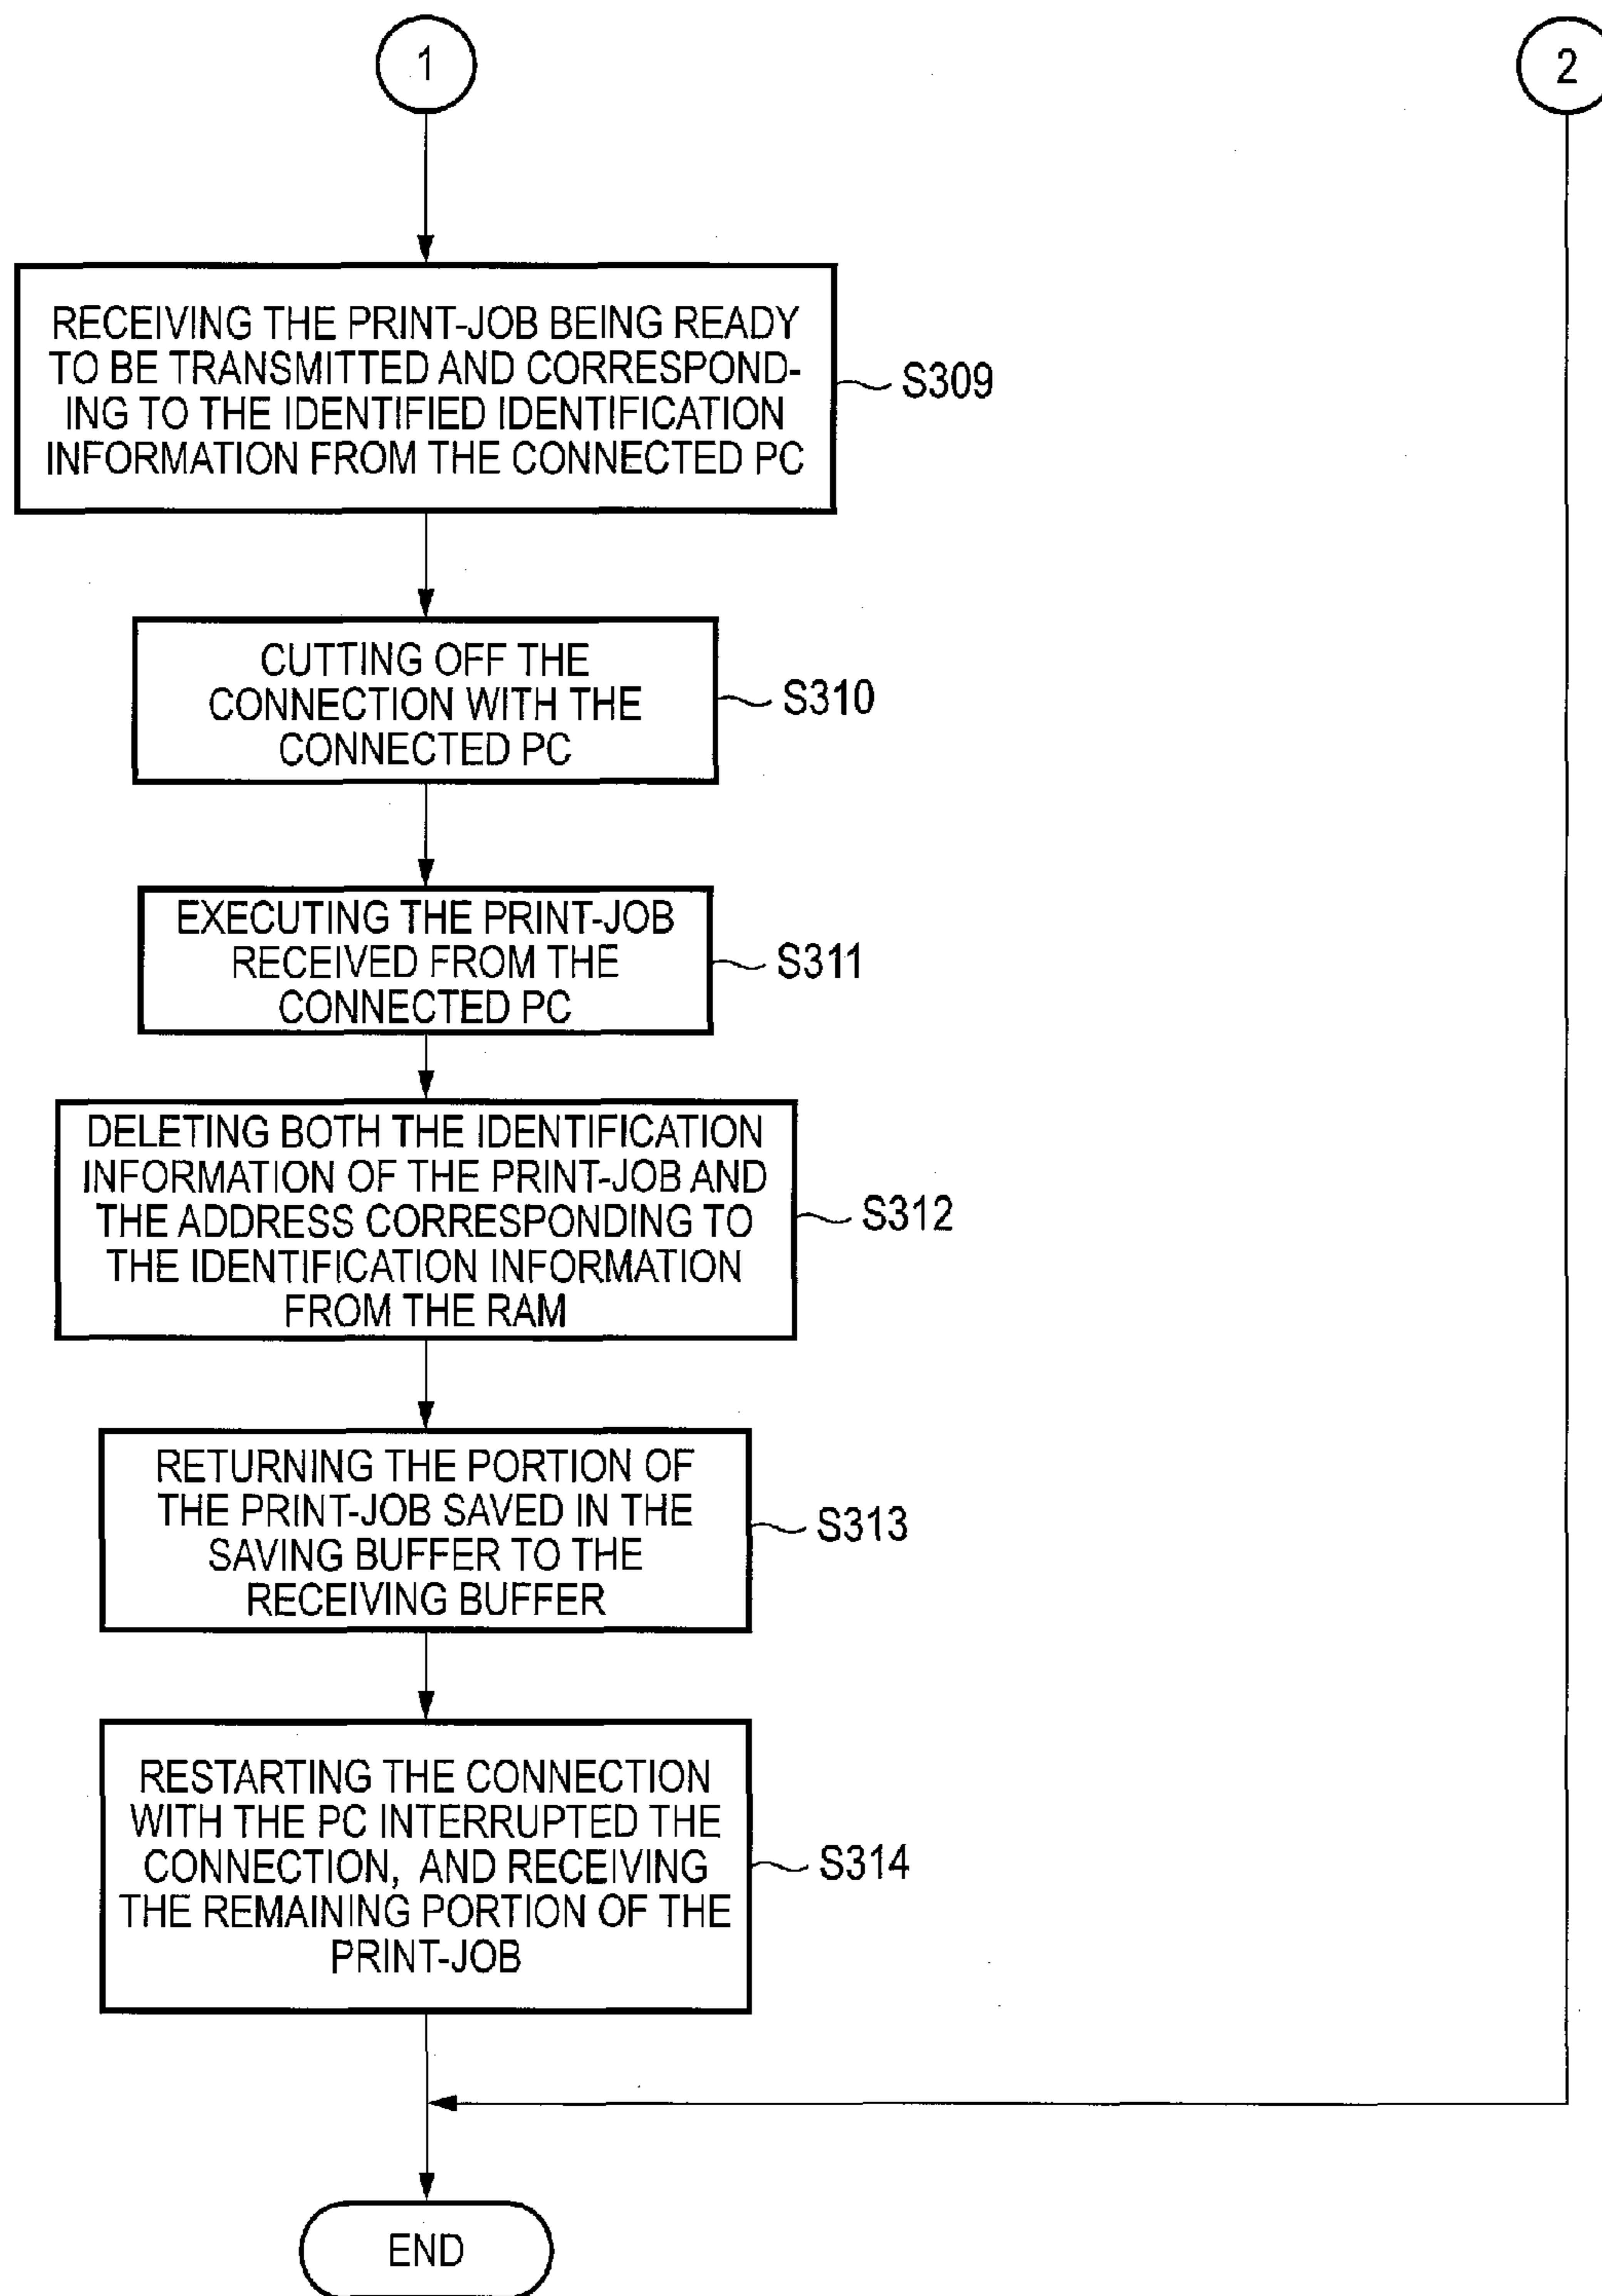 1
2
RECEIVING THE PRINT-JOB BEING READY
TO BE TRANSMITTED AND CORRESPOND-
ING TO THE IDENTIFIED IDENTIFICATION
INFORMATION FROM THE CONNECTED PC
S309
CUTTING OFF THE
CONNECTION WITH THE
CONNECTED PC
S310
EXECUTING THE PRINT-JOB
RECEIVED FROM THE
CONNECTED PC
S311
DELETING BOTH THE IDENTIFICATION
INFORMATION OF THE PRINT-JOB AND
THE ADDRESS CORRESPONDING TO
THE IDENTIFICATION INFORMATION
FROM THE RAM
S312
RETURNING THE PORTION OF
THE PRINT-JOB SAVED IN THE
SAVING BUFFER TO THE
RECEIVING BUFFER
S313
RESTARTING THE CONNECTION
WITH THE PC INTERRUPTED THE
CONNECTION, AND RECEIVING
THE REMAINING PORTION OF THE
PRINT-JOB
S314
END